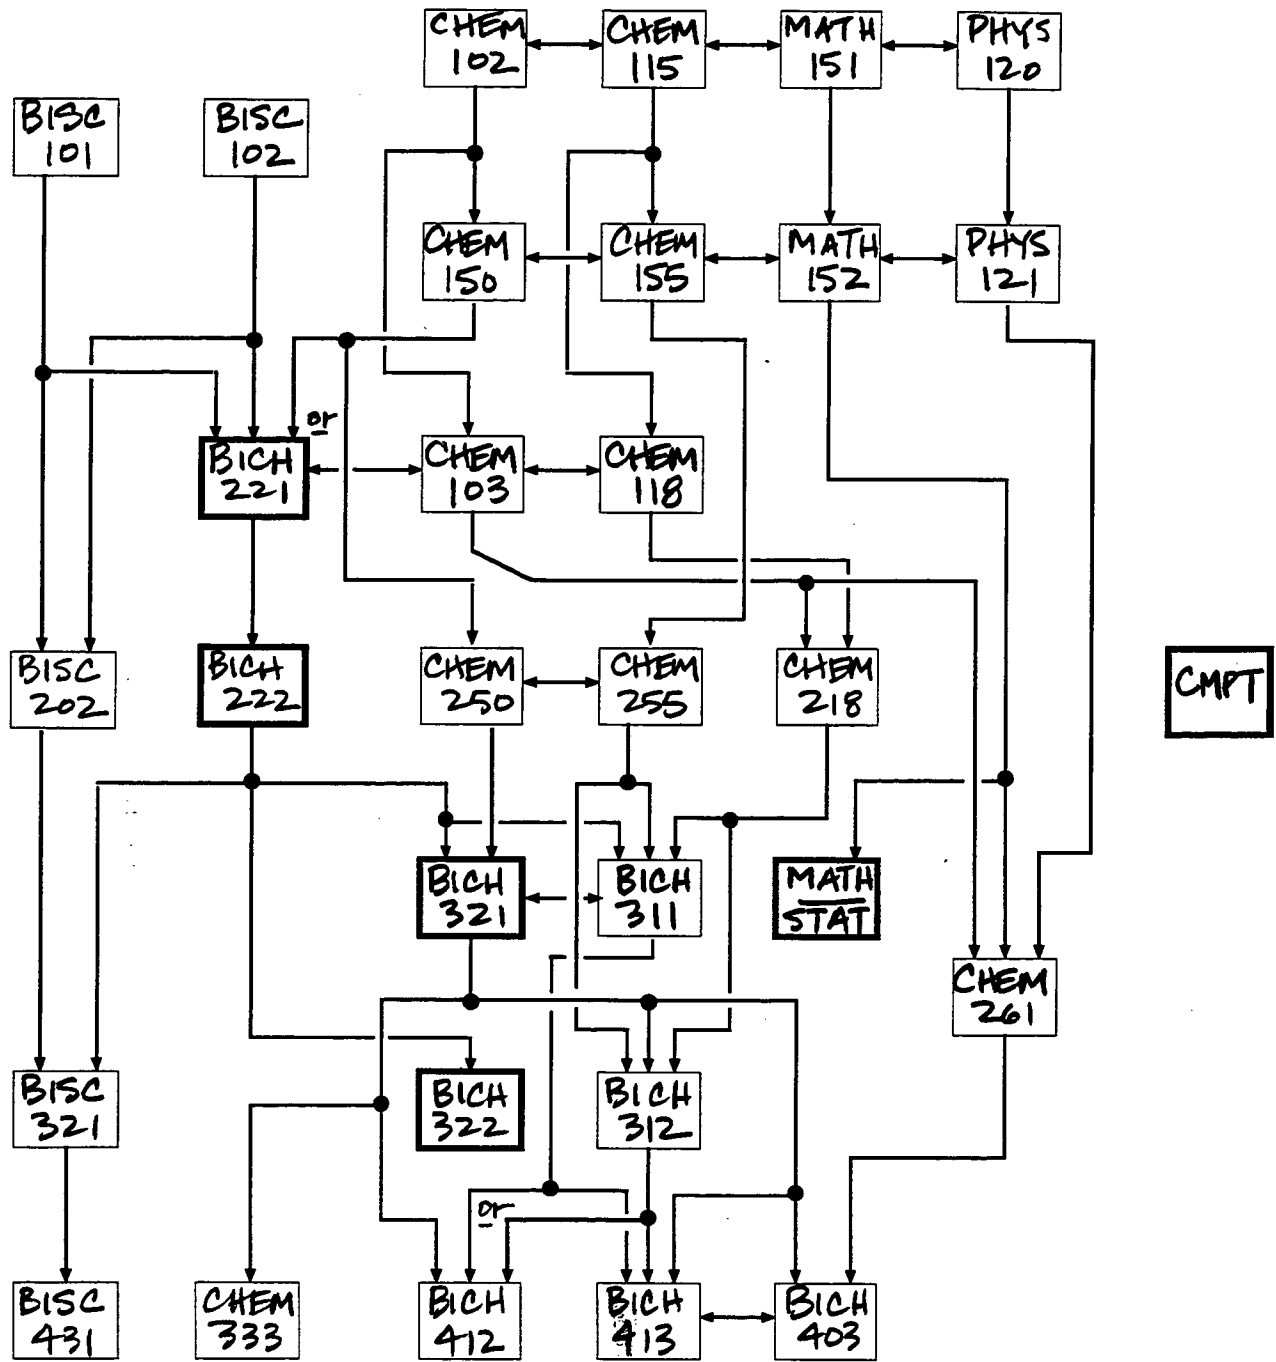 CHEM
102
CHEM
115
MATH
151
PHYS
120
BISC
101
BISC
102
CHEM
150
CHEM
155
MATH
152
PHYS
121
or
BICH
221
CHEM
103
CHEM
118
BISC
202
BICH
222
CHEM
250
CHEM
255
CHEM
218
CMPT
BICH
321
BICH
311
MATH
STAT
CHEM
261
BISC
321
BICH
322
BICH
312
or
BISC
431
CHEM
333
BICH
412
BICH
413
BICH
403